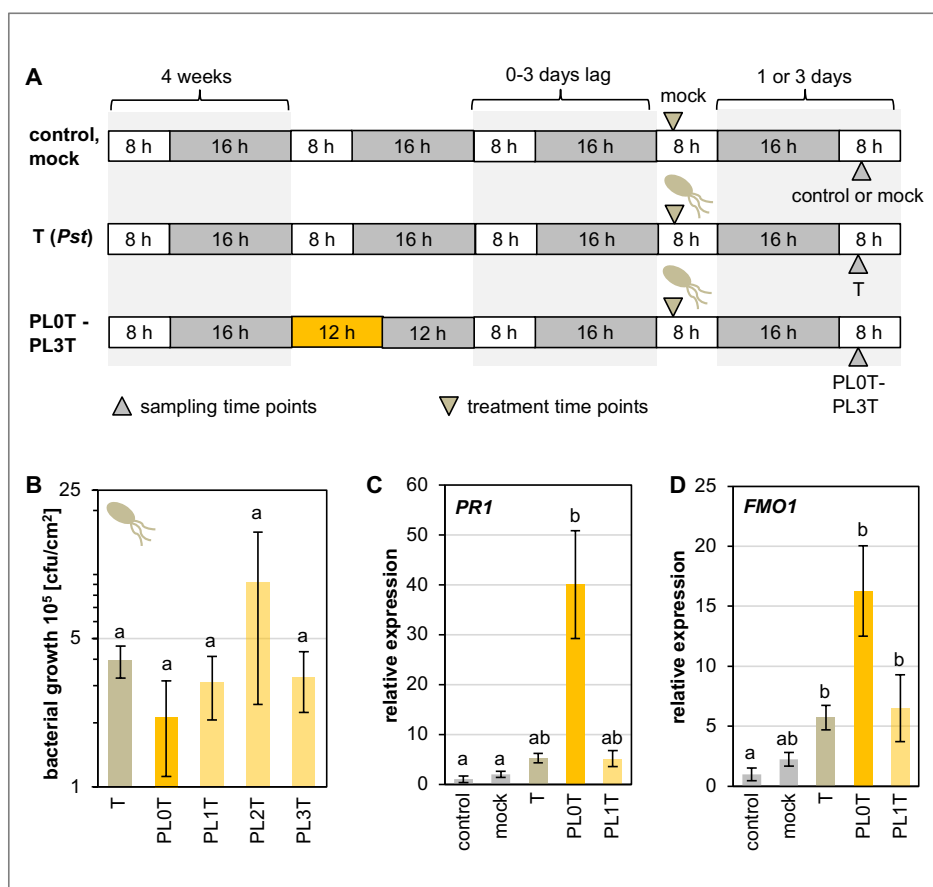 A
4 weeks
0-3 days lag
1 or 3 days
mock
control,
mock
8 h
16 h
8 h
16 h
8 h
16 h
8 h
16 h
8 h
control or mock
T (Pst)
8 h
16 h
8 h
16 h
8 h
16 h
8 h
16 h
8 h
T
PL0T -
PL3T
8 h
16 h
12 h
12 h
8 h
16 h
8 h
16 h
8 h
PL0T-
PL3T
sampling time points
treatment time points
B
bacterial growth 10⁵ [cfu/cm²]
25
5
1
a
a
a
a
a
T
PL0T
PL1T
PL2T
PL3T
C
PR1
relative expression
60
50
40
30
20
10
0
a
a
ab
b
ab
control
mock
T
PL0T
PL1T
D
FMO1
relative expression
25
20
15
10
5
0
a
ab
b
b
b
control
mock
T
PL0T
PL1T